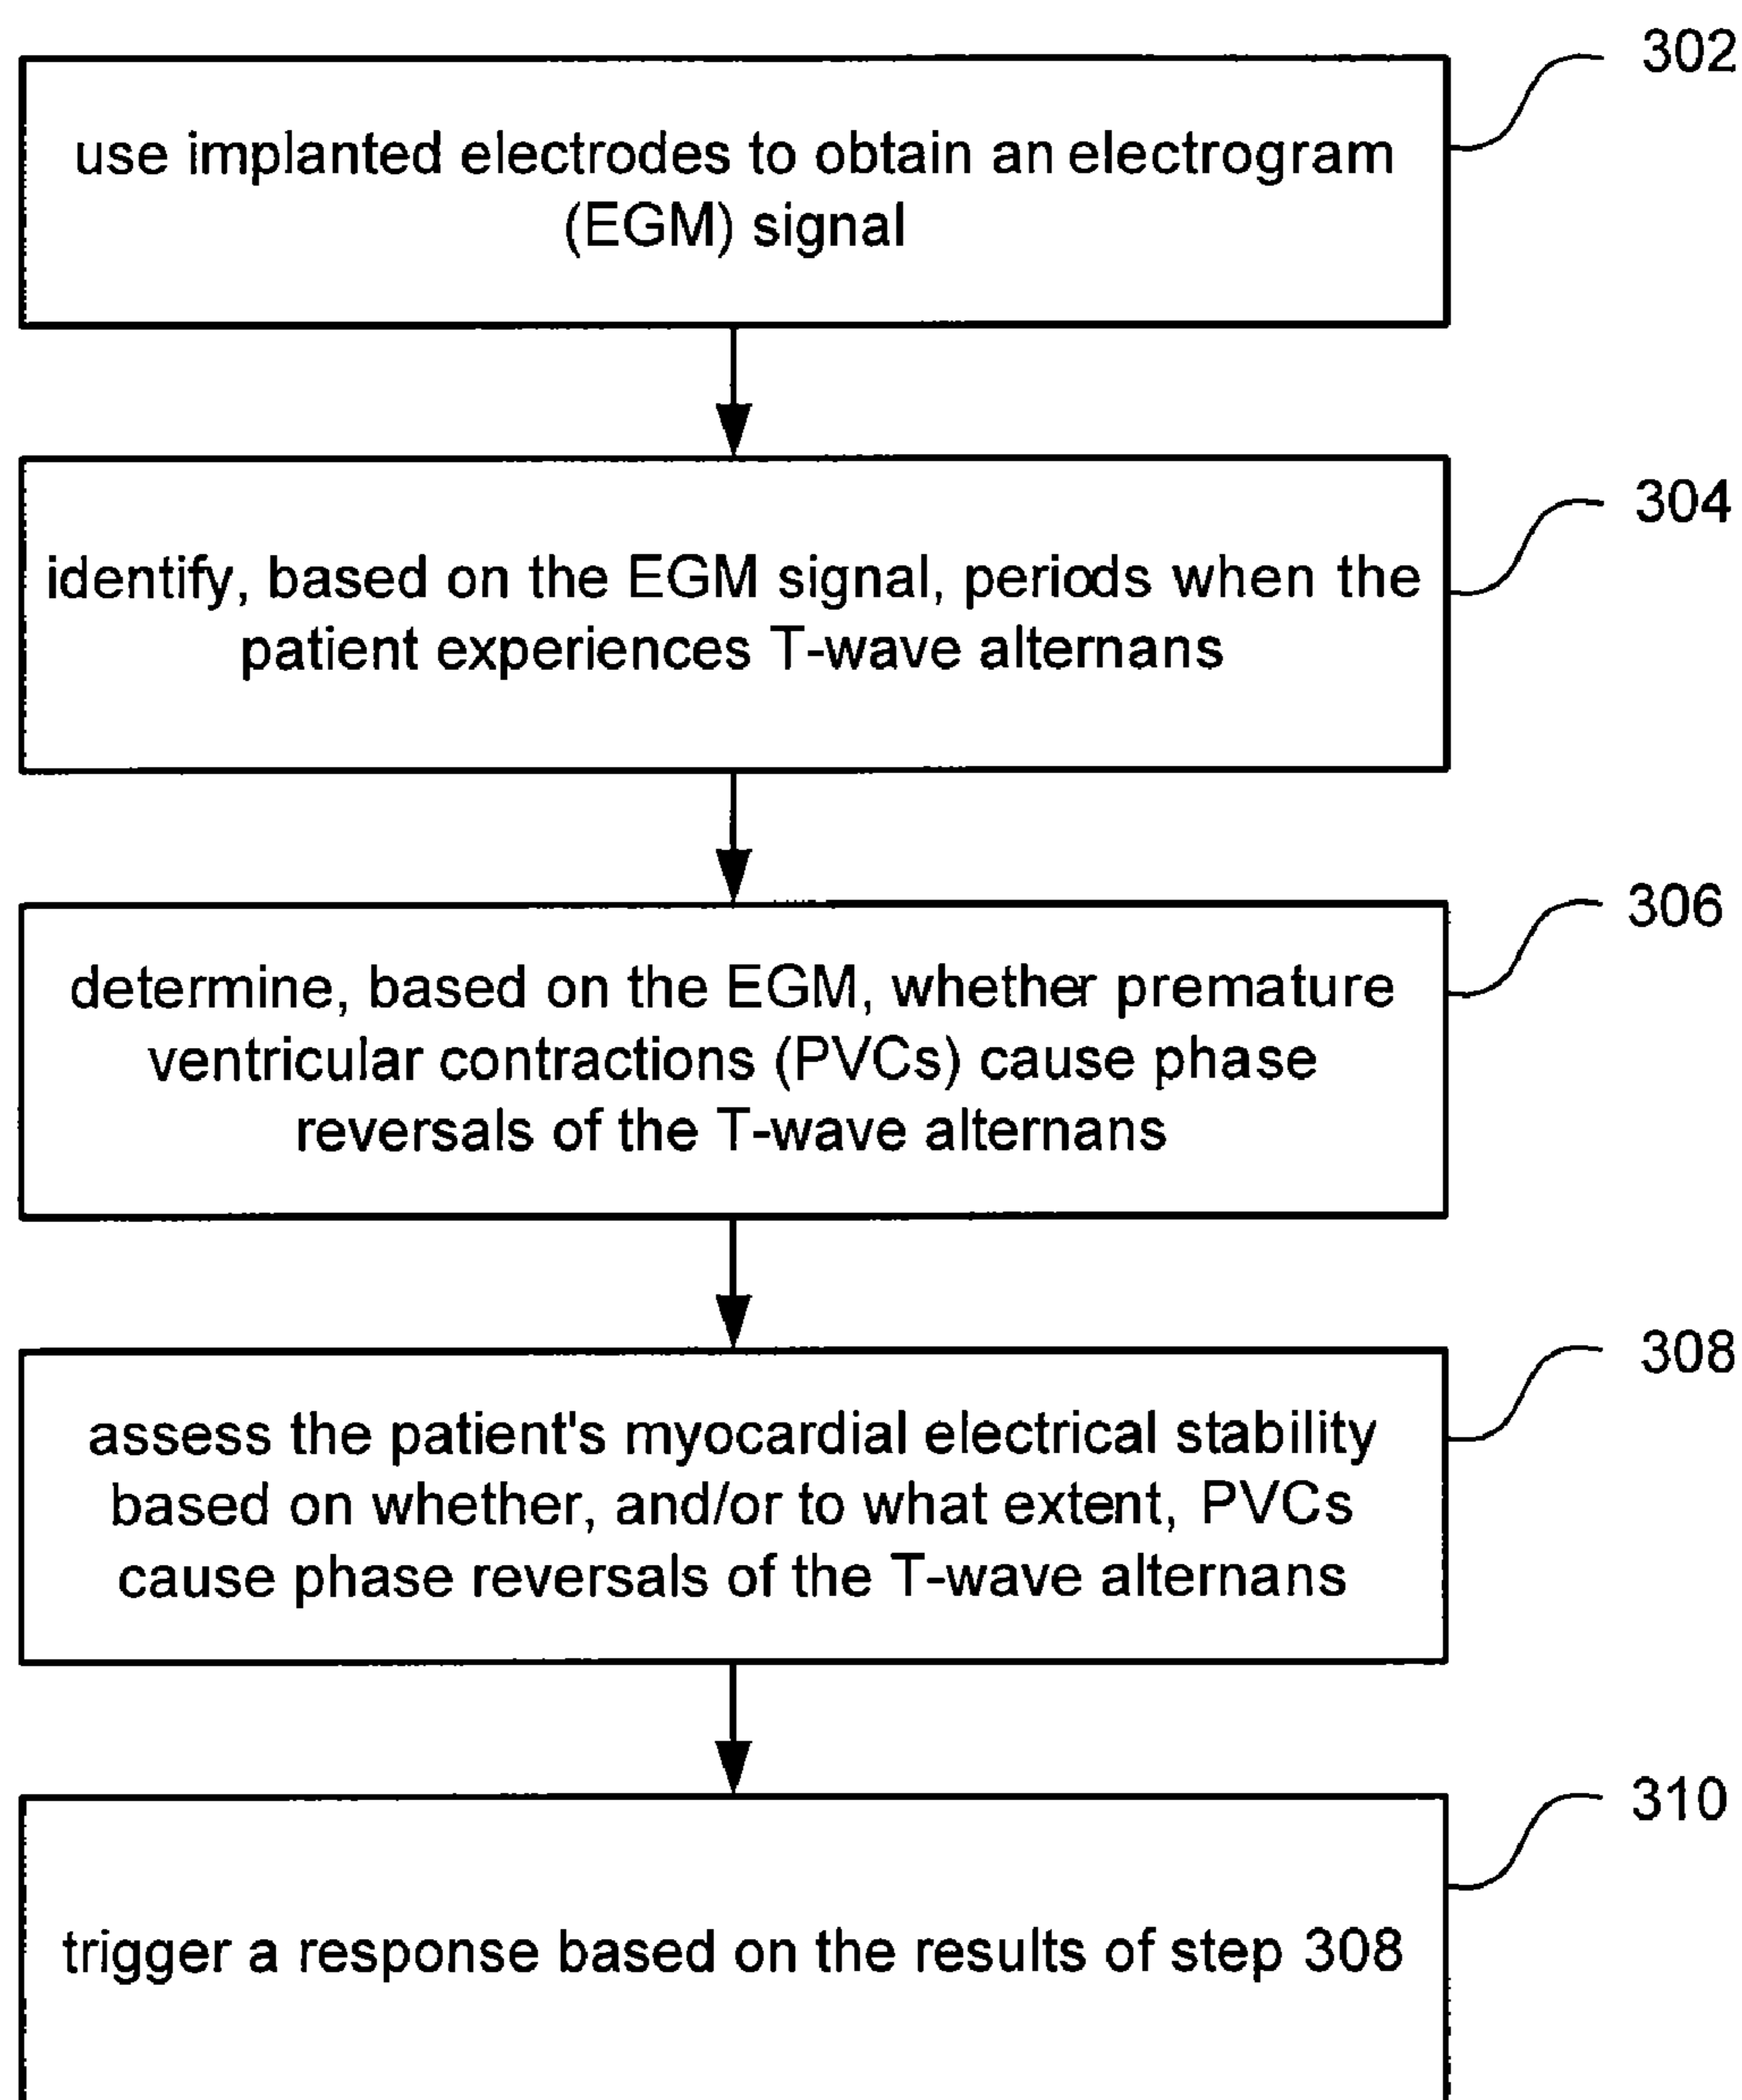 302
use implanted electrodes to obtain an electrogram
(EGM) signal
304
identify, based on the EGM signal, periods when the
patient experiences T-wave alternans
306
determine, based on the EGM, whether premature
ventricular contractions (PVCs) cause phase
reversals of the T-wave alternans
308
assess the patient's myocardial electrical stability
based on whether, and/or to what extent, PVCs
cause phase reversals of the T-wave alternans
310
trigger a response based on the results of step 308